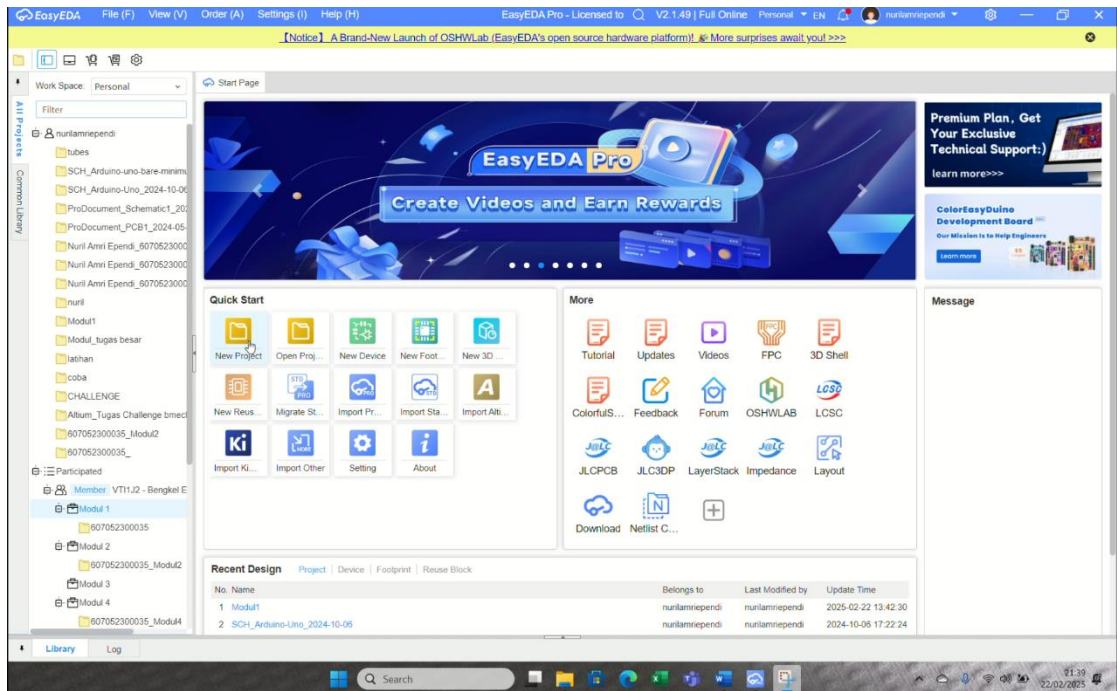 EasyEDA File (F) View (V) Order (A) Settings (I) Help (H) EasyEDA Pro - Licensed to V2.1.49 | Full Online Personal EN nurilamriependi
【Notice】 A Brand-New Launch of OSHWLab (EasyEDA's open source hardware platform)! 🎉 More surprises await you! >>>
Work Space: Personal
Filter
All Projects
Common Library
nurilamriependi
tubes
SCH_Arduino-uno-bare-minimu
SCH_Arduino-Uno_2024-10-06
ProDocument_Schematic1_202
ProDocument_PCB1_2024-05-
Nuril Amri Ependi_6070523000
Nuril Amri Ependi_6070523000
Nuril Amri Ependi_6070523000
nuril
Modul1
Modul_tugas besar
latihan
coba
CHALLENGE
Altium_Tugas Challenge bmecl
607052300035_Modul2
607052300035_
Participated
Member VTI1J2 - Bengkel E
Modul 1
607052300035
Modul 2
607052300035_Modul2
Modul 3
Modul 4
607052300035_Modul4
Start Page
EasyEDA Pro
Create Videos and Earn Rewards
Premium Plan, Get
Your Exclusive
Technical Support:)
learn more>>>
ColorEasyDuino
Development Board
Our Mission Is to Help Engineers
Learn more
Quick Start
New Project Open Proj... New Device New Foot... New 3D ...
New Reus... Migrate St... Import Pr... Import Sta... Import Alti...
Import Ki... Import Other Setting About
More
Tutorial Updates Videos FPC 3D Shell
ColorfulS... Feedback Forum OSHWLAB LCSC
JLCPCB JLC3DP LayerStack Impedance Layout
Download Netlist C...
Message
Recent Design Project | Device | Footprint | Reuse Block
No. Name Belongs to Last Modified by Update Time
1 Modul1 nurilamriependi nurilamriependi 2025-02-22 13:42:30
2 SCH_Arduino-Uno_2024-10-06 nurilamriependi nurilamriependi 2024-10-06 17:22:24
Library Log
Search
21:39
22/02/2025